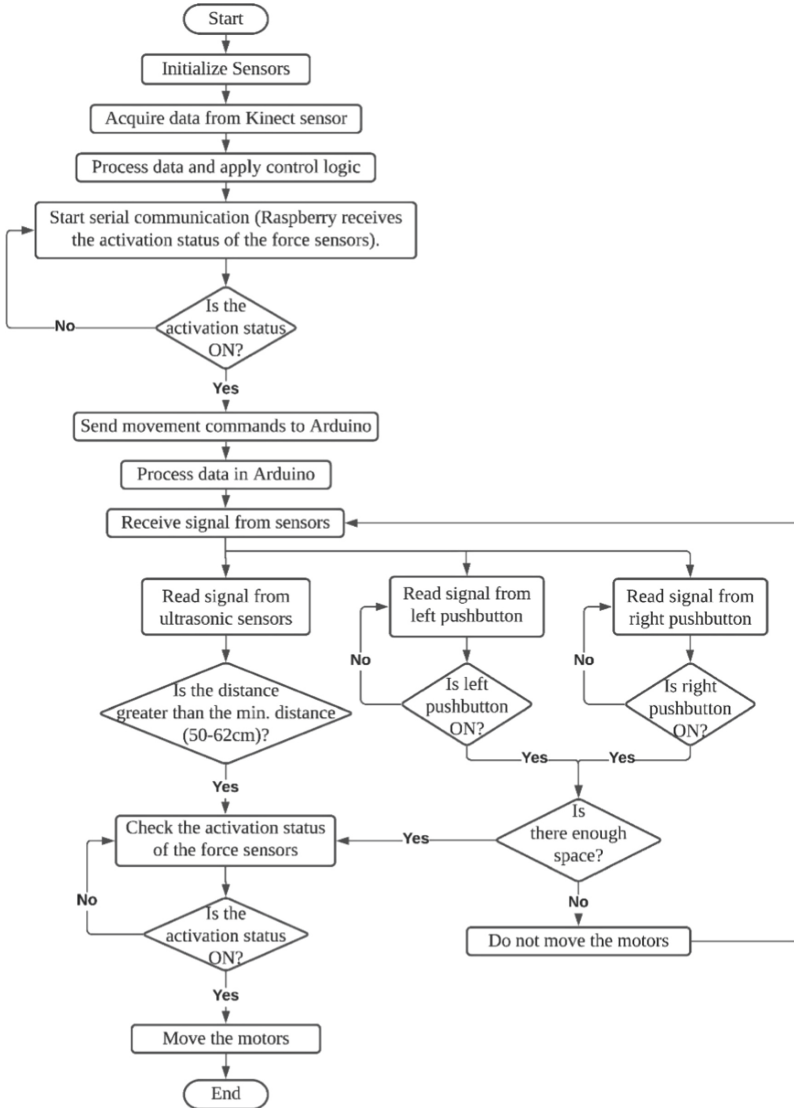 Start
Initialize Sensors
Acquire data from Kinect sensor
Process data and apply control logic
Start serial communication (Raspberry receives
the activation status of the force sensors).
Is the
activation status
ON?
No
Yes
Send movement commands to Arduino
Process data in Arduino
Receive signal from sensors
Read signal from
ultrasonic sensors
Read signal from
left pushbutton
Read signal from
right pushbutton
Is the distance
greater than the min. distance
(50-62cm)?
No
Is left
pushbutton
ON?
No
Is right
pushbutton
ON?
Yes
Yes
Yes
Check the activation status
of the force sensors
Yes
Is
there enough
space?
No
Is the
activation status
ON?
No
Do not move the motors
Yes
Move the motors
End